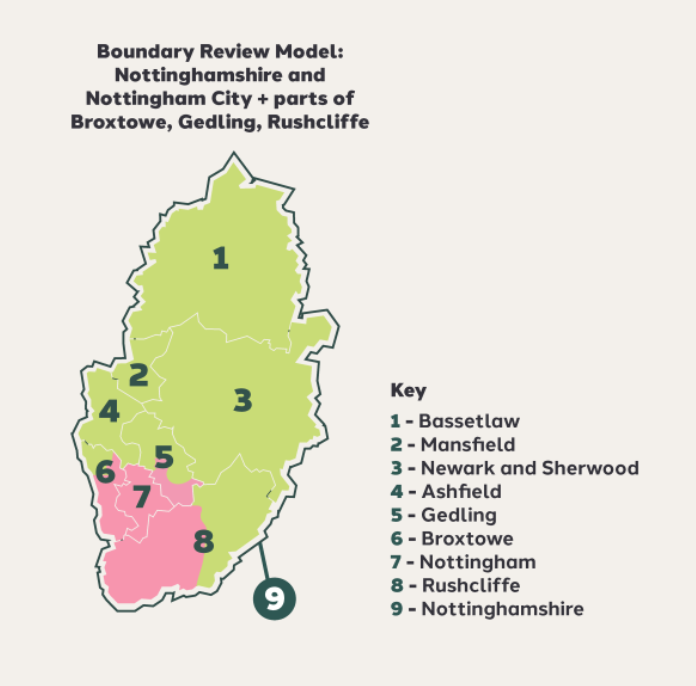 Boundary Review Model:
Nottinghamshire and
Nottingham City + parts of
Broxtowe, Gedling, Rushcliffe
1
2
3
4
5
6
7
8
9
Key
1 - Bassetlaw
2 - Mansfield
3 - Newark and Sherwood
4 - Ashfield
5 - Gedling
6 - Broxtowe
7 - Nottingham
8 - Rushcliffe
9 - Nottinghamshire